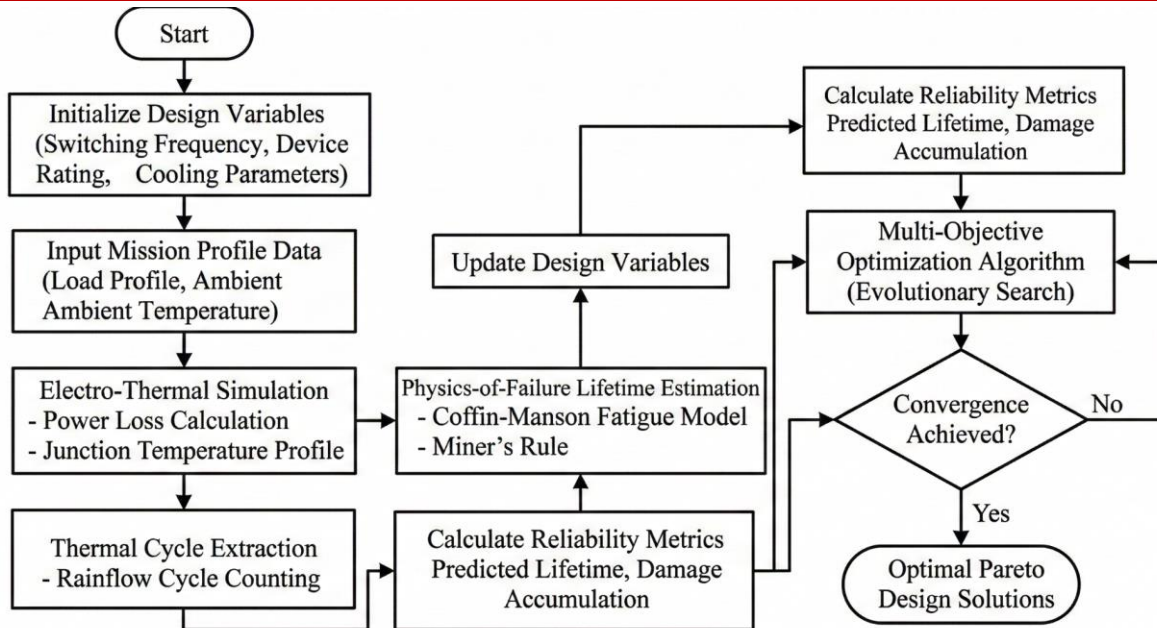 Start
Initialize Design Variables
(Switching Frequency, Device
Rating, Cooling Parameters)
Input Mission Profile Data
(Load Profile, Ambient
Ambient Temperature)
Electro-Thermal Simulation
- Power Loss Calculation
- Junction Temperature Profile
Thermal Cycle Extraction
- Rainflow Cycle Counting
Update Design Variables
Physics-of-Failure Lifetime Estimation
- Coffin-Manson Fatigue Model
- Miner's Rule
Calculate Reliability Metrics
Predicted Lifetime, Damage
Accumulation
Calculate Reliability Metrics
Predicted Lifetime, Damage
Accumulation
Multi-Objective
Optimization Algorithm
(Evolutionary Search)
Convergence
Achieved?
No
Yes
Optimal Pareto
Design Solutions